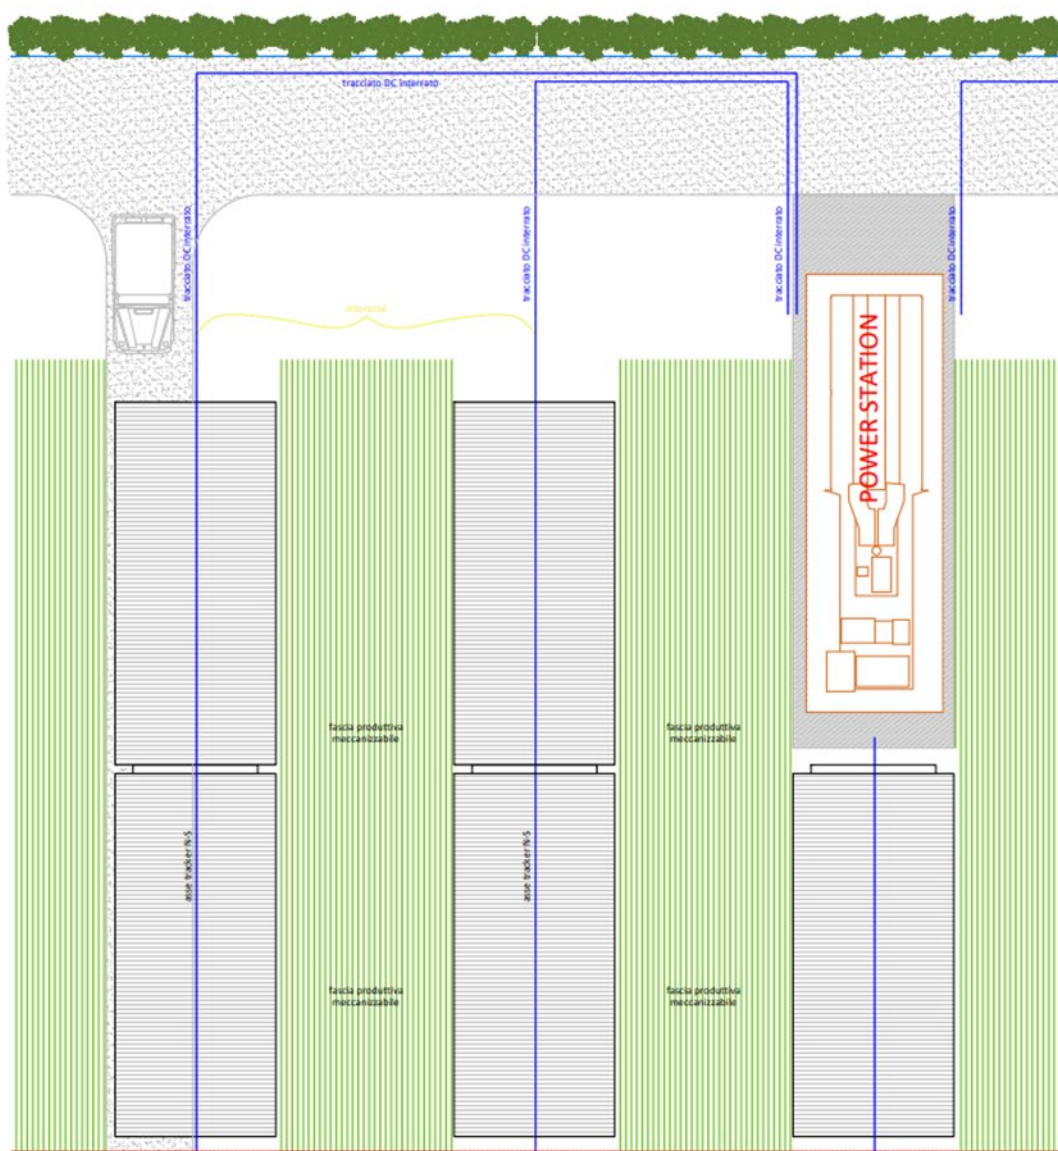 tracciato DC interrato
tracciato DC interrato
tracciato DC interrato
tracciato DC interrato
tracciato DC interrato
interasse
POWER STATION
fascia produttiva
meccanizzabile
fascia produttiva
meccanizzabile
asse tracker N-S
asse tracker N-S
fascia produttiva
meccanizzabile
fascia produttiva
meccanizzabile